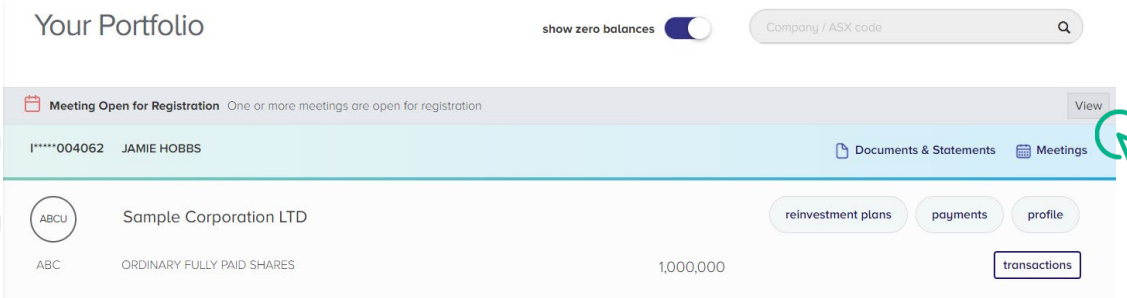 Your Portfolio show zero balances Company / ASX code
Meeting Open for Registration One or more meetings are open for registration View
I*****004062 JAMIE HOBBS Documents & Statements Meetings
ABCU Sample Corporation LTD reinvestment plans payments profile
ABC ORDINARY FULLY PAID SHARES 1,000,000 transactions